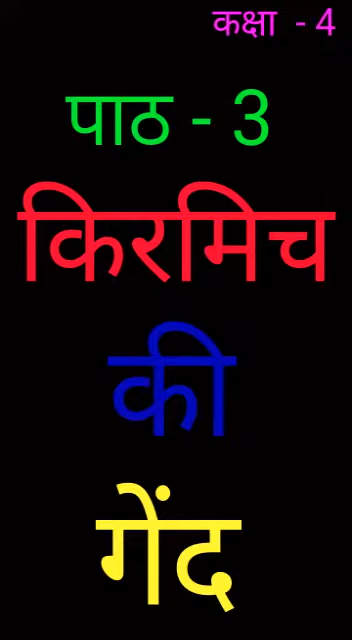 कक्षा - 4
पाठ - 3
किरमिच
की
गेंद